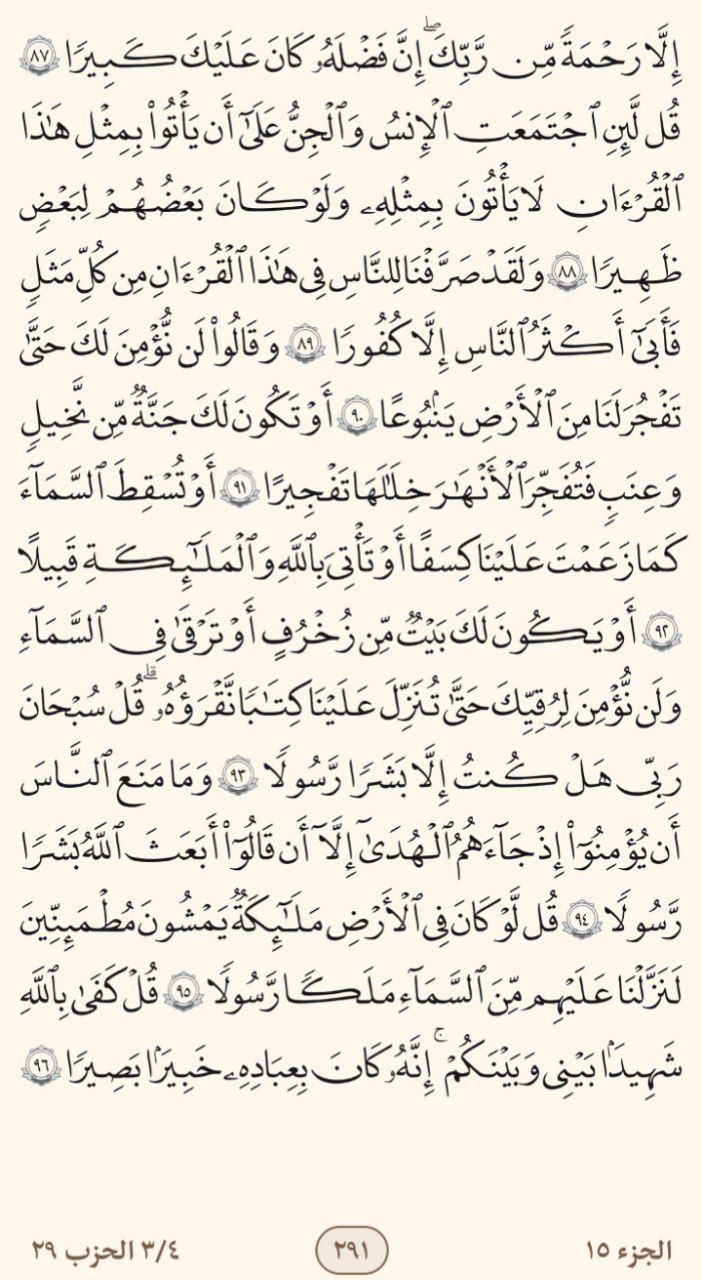 إِلَّا رَحْمَةً مِّن رَّبِّكَ ۖ إِنَّ فَضْلَهُۥ كَانَ عَلَيْكَ كَبِيرًا ٨٧
قُل لَّئِنِ ٱجْتَمَعَتِ ٱلْإِنسُ وَٱلْجِنُّ عَلَىٰٓ أَن يَأْتُوا۟ بِمِثْلِ هَٰذَا
ٱلْقُرْءَانِ لَا يَأْتُونَ بِمِثْلِهِۦ وَلَوْ كَانَ بَعْضُهُمْ لِبَعْضٍ
ظَهِيرًا ٨٨ وَلَقَدْ صَرَّفْنَا لِلنَّاسِ فِى هَٰذَا ٱلْقُرْءَانِ مِن كُلِّ مَثَلٍ
فَأَبَىٰٓ أَكْثَرُ ٱلنَّاسِ إِلَّا كُفُورًا ٨٩ وَقَالُوا۟ لَن نُّؤْمِنَ لَكَ حَتَّىٰ
تَفْجُرَ لَنَا مِنَ ٱلْأَرْضِ يَنۢبُوعًا ٩٠ أَوْ تَكُونَ لَكَ جَنَّةٌ مِّن نَّخِيلٍ
وَعِنَبٍ فَتُفَجِّرَ ٱلْأَنْهَٰرَ خِلَٰلَهَا تَفْجِيرًا ٩١ أَوْ تُسْقِطَ ٱلسَّمَآءَ
كَمَا زَعَمْتَ عَلَيْنَا كِسَفًا أَوْ تَأْتِىَ بِٱللَّهِ وَٱلْمَلَٰٓئِكَةِ قَبِيلًا
٩٢ أَوْ يَكُونَ لَكَ بَيْتٌ مِّن زُخْرُفٍ أَوْ تَرْقَىٰ فِى ٱلسَّمَآءِ
وَلَن نُّؤْمِنَ لِرُقِيِّكَ حَتَّىٰ تُنَزِّلَ عَلَيْنَا كِتَٰبًا نَّقْرَؤُهُۥ ۗ قُلْ سُبْحَانَ
رَبِّى هَلْ كُنتُ إِلَّا بَشَرًا رَّسُولًا ٩٣ وَمَا مَنَعَ ٱلنَّاسَ
أَن يُؤْمِنُوٓا۟ إِذْ جَآءَهُمُ ٱلْهُدَىٰٓ إِلَّآ أَن قَالُوٓا۟ أَبَعَثَ ٱللَّهُ بَشَرًا
رَّسُولًا ٩٤ قُل لَّوْ كَانَ فِى ٱلْأَرْضِ مَلَٰٓئِكَةٌ يَمْشُونَ مُطْمَئِنِّينَ
لَنَزَّلْنَا عَلَيْهِم مِّنَ ٱلسَّمَآءِ مَلَكًا رَّسُولًا ٩٥ قُلْ كَفَىٰ بِٱللَّهِ
شَهِيدًۢا بَيْنِى وَبَيْنَكُمْ ۚ إِنَّهُۥ كَانَ بِعِبَادِهِۦ خَبِيرًۢا بَصِيرًا ٩٦
الجزء ١٥ ٢٩١ ٣/٤ الحزب ٢٩